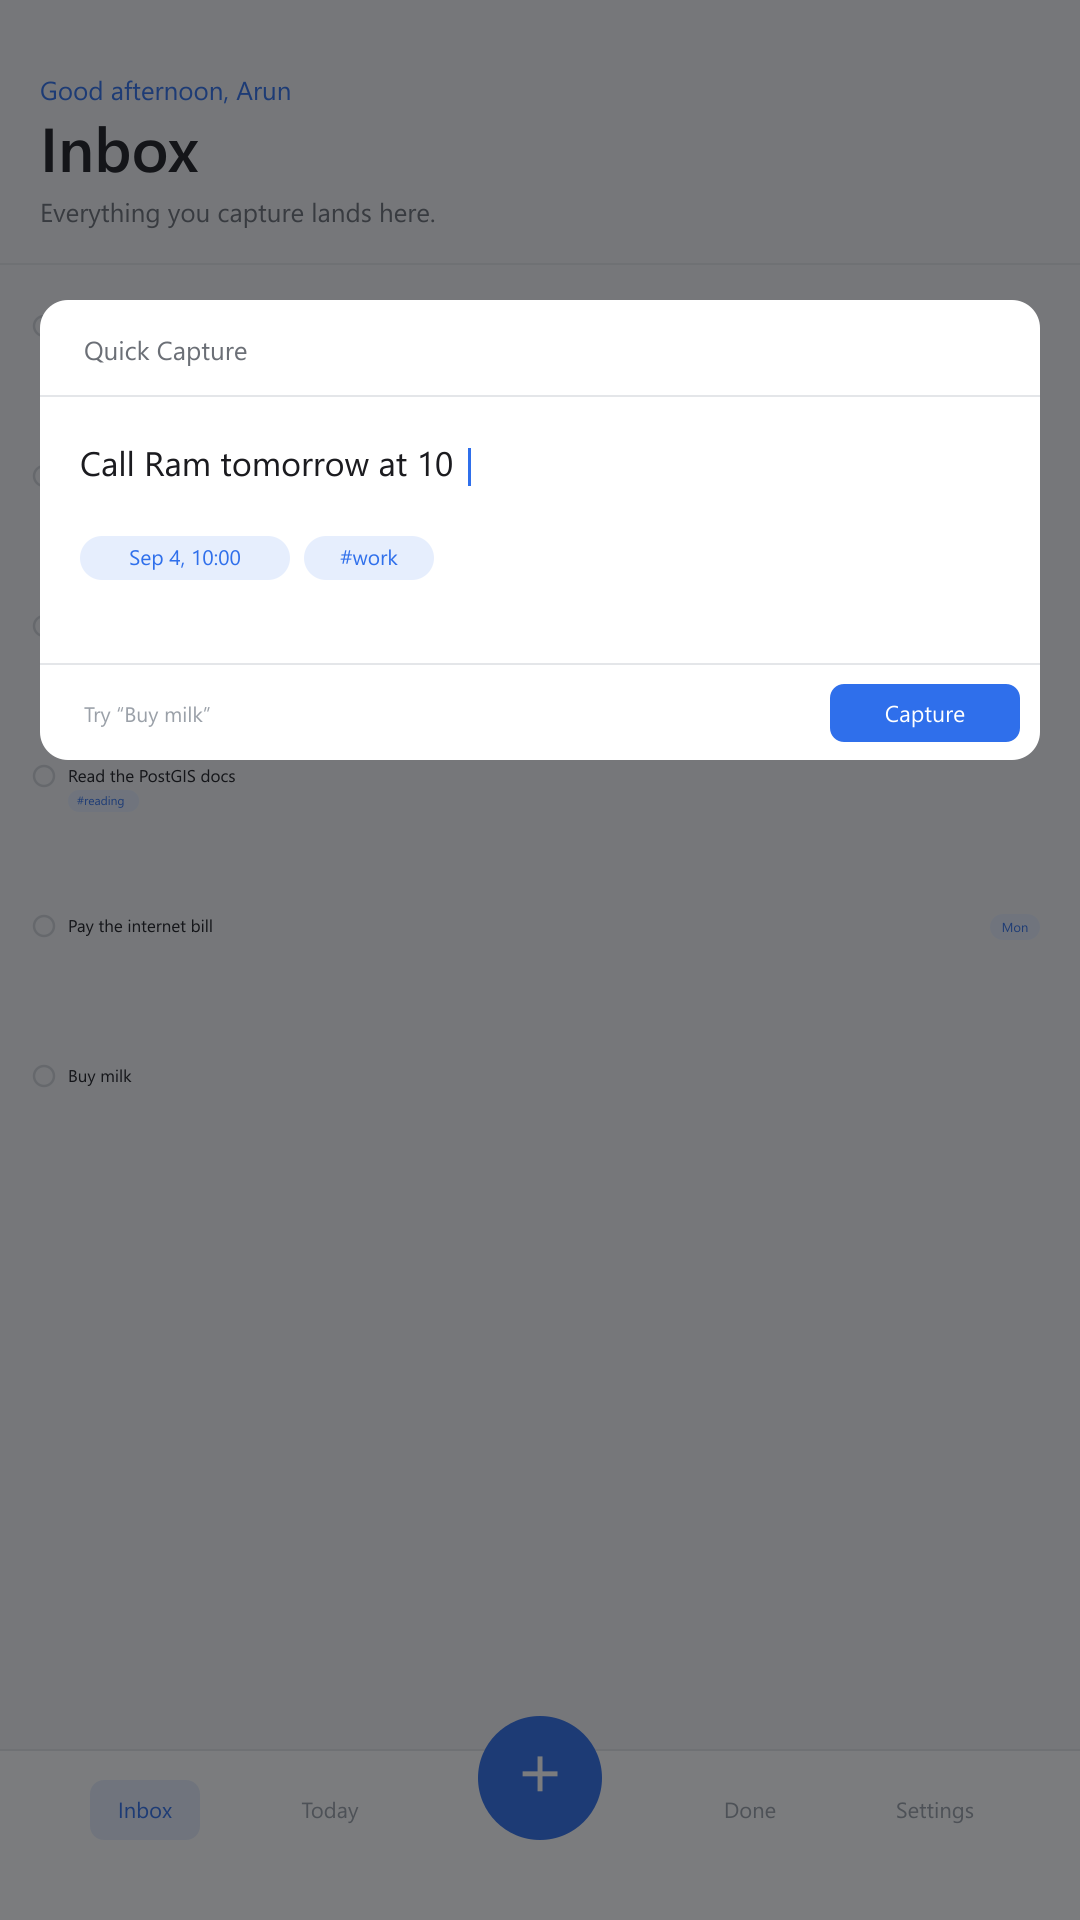 Good afternoon, Arun
Inbox
Everything you capture lands here.
Quick Capture
Call Ram tomorrow at 10
Sep 4, 10:00 #work
Try “Buy milk” Capture
Read the PostGIS docs
#reading
Pay the internet bill Mon
Buy milk
+
Inbox Today Done Settings